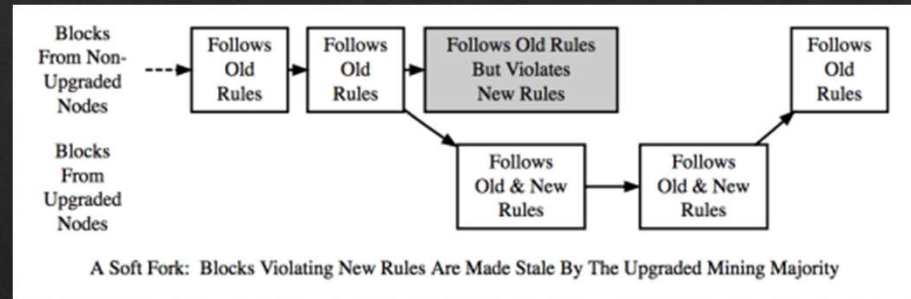 Blocks
From Non-
Upgraded
Nodes
Follows
Old
Rules
Follows
Old
Rules
Follows Old Rules
But Violates
New Rules
Follows
Old
Rules
Blocks
From
Upgraded
Nodes
Follows
Old & New
Rules
Follows
Old & New
Rules
A Soft Fork: Blocks Violating New Rules Are Made Stale By The Upgraded Mining Majority